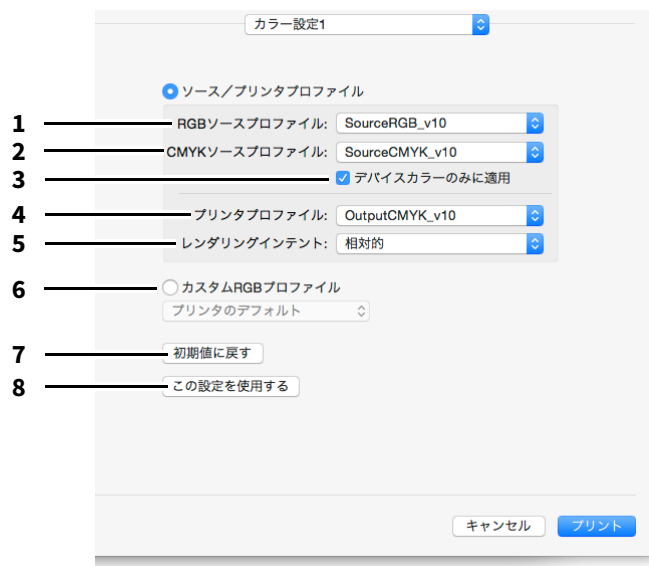 カラー設定1
ソース／プリンタプロファイル
1 RGBソースプロファイル: SourceRGB_v10
2 CMYKソースプロファイル: SourceCMYK_v10
3 デバイスカラーのみに適用
4 プリンタプロファイル: OutputCMYK_v10
5 レンダリングインテント: 相対的
6 カスタムRGBプロファイル
プリンタのデフォルト
7 初期値に戻す
8 この設定を使用する
キャンセル プリント